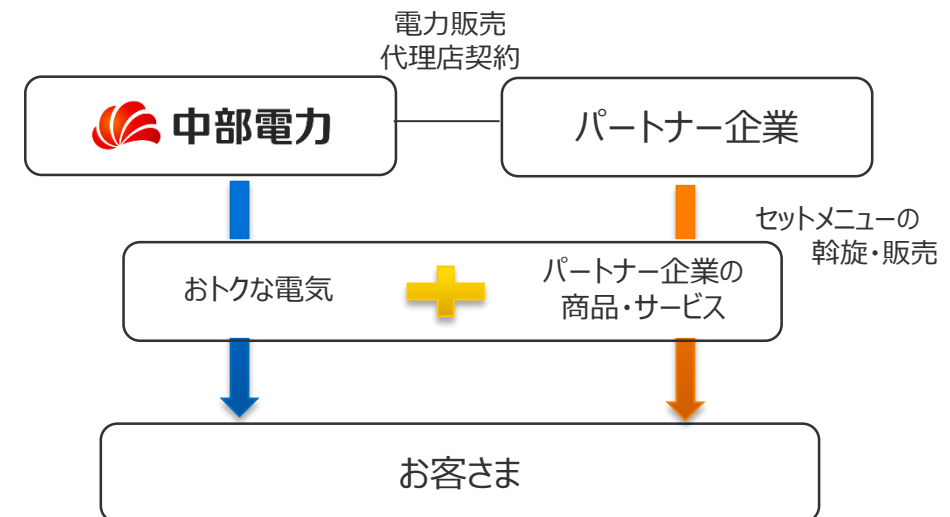 電力販売
代理店契約
中部電力
パートナー企業
セットメニューの
斡旋・販売
おトクな電気
パートナー企業の
商品・サービス
お客さま